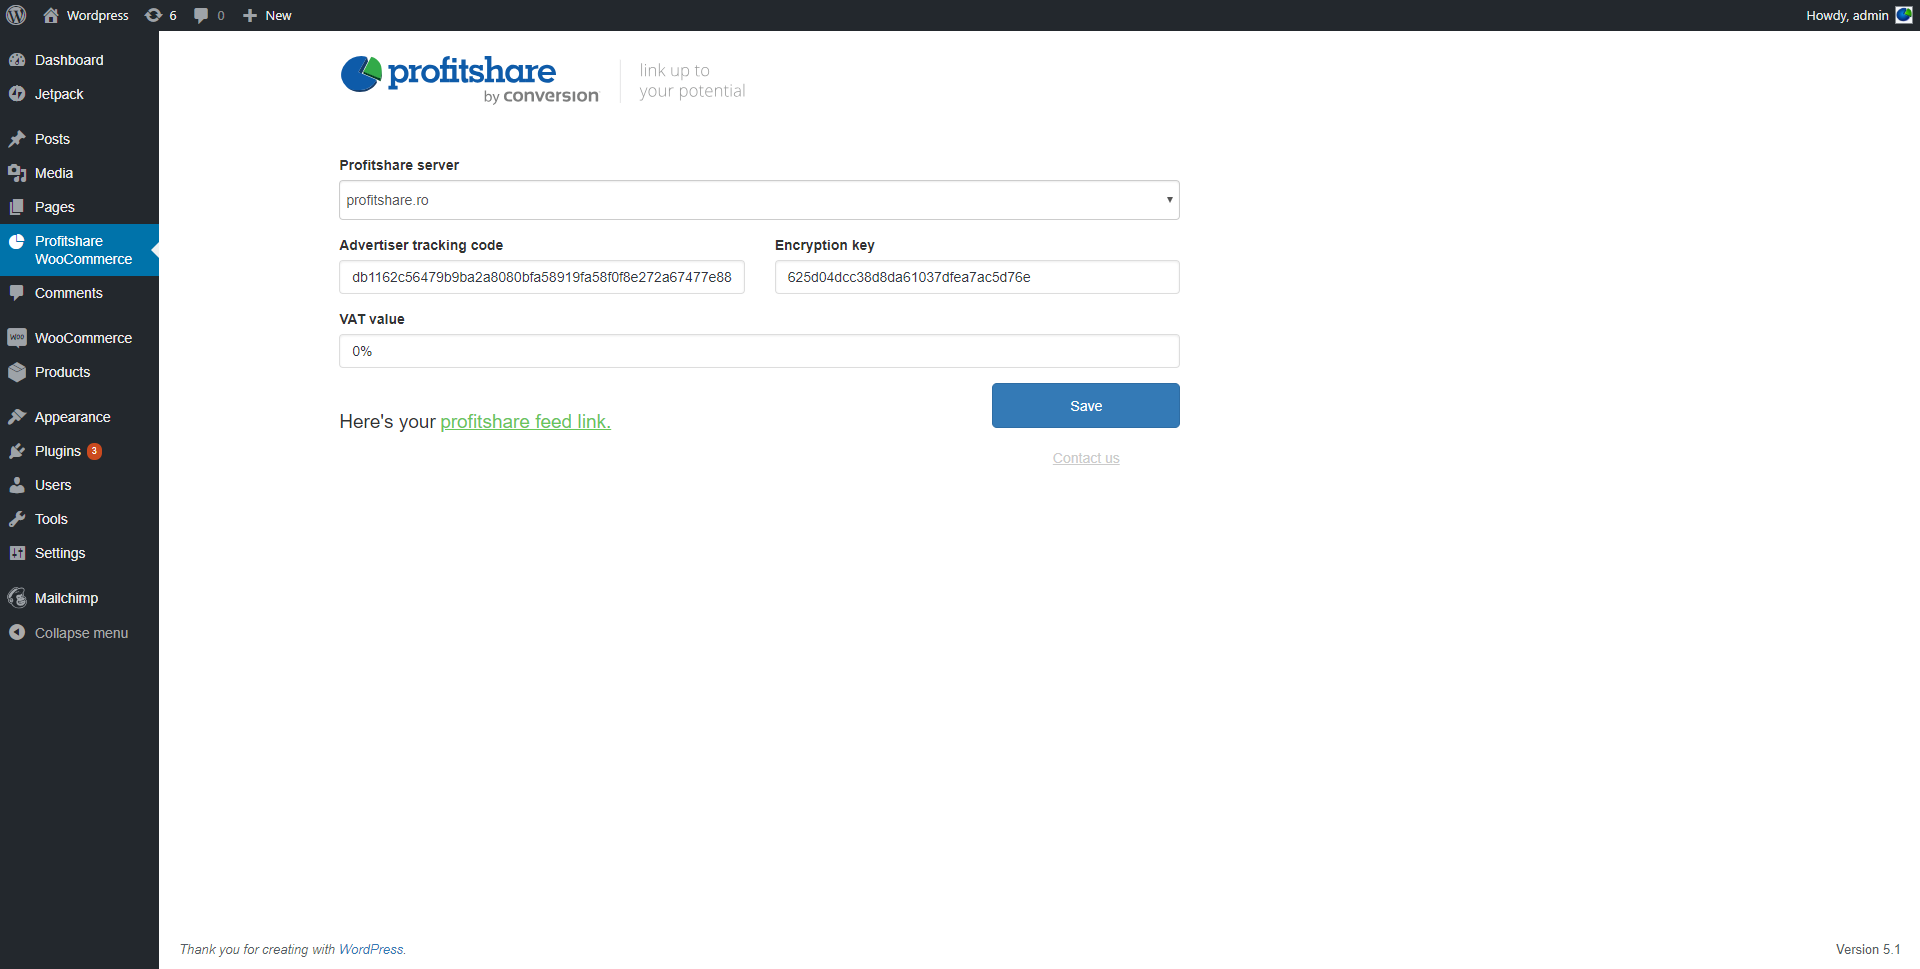 Wordpress 6 0 New Howdy, admin
Dashboard
Jetpack
Posts
Media
Pages
Profitshare
WooCommerce
Comments
WooCommerce
Products
Appearance
Plugins 3
Users
Tools
Settings
Mailchimp
Collapse menu
profitshare
by conversion
link up to
your potential
Profitshare server
profitshare.ro
Advertiser tracking code
db1162c56479b9ba2a8080bfa58919fa58f0f8e272a67477e88
Encryption key
625d04dcc38d8da61037dfea7ac5d76e
VAT value
0%
Here's your profitshare feed link.
Save
Contact us
Thank you for creating with WordPress.
Version 5.1